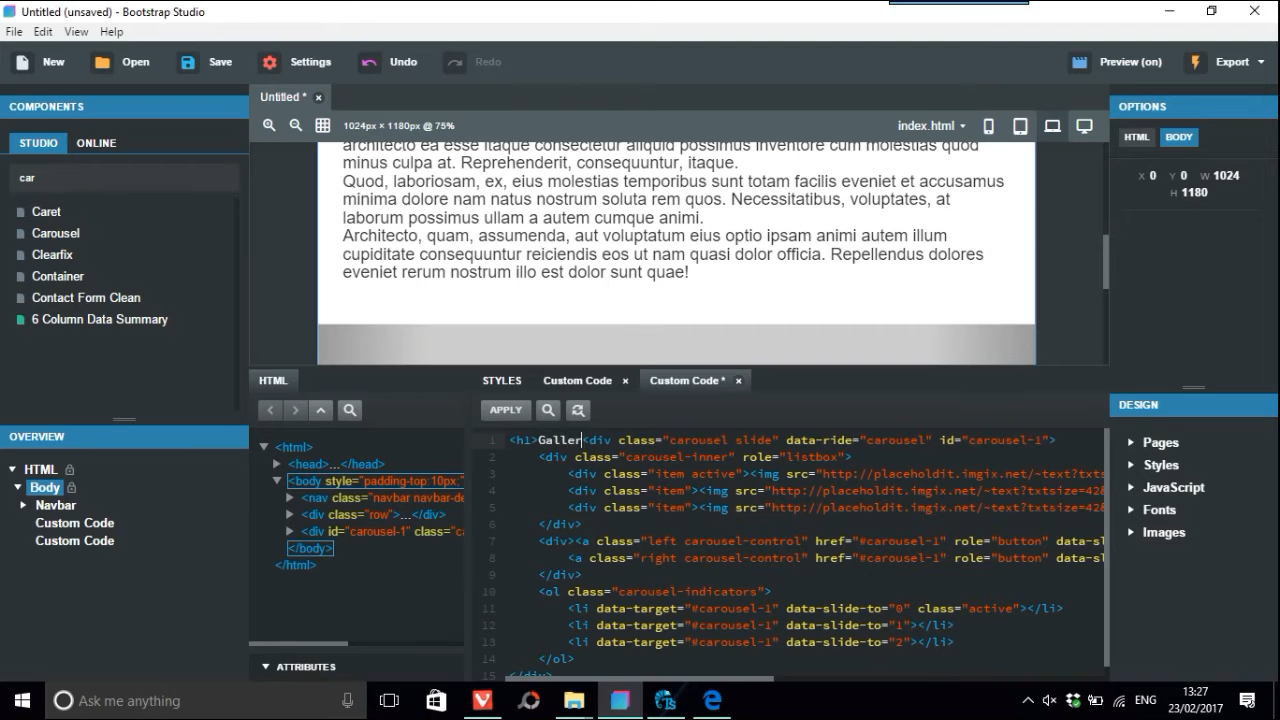 Untitled (unsaved) - Bootstrap Studio
File Edit View Help
New Open Save Settings Undo Redo Preview (on) Export
COMPONENTS
STUDIO ONLINE
car
Caret
Carousel
Clearfix
Container
Contact Form Clean
6 Column Data Summary
OVERVIEW
HTML
Body
Navbar
Custom Code
Custom Code
Untitled *
1024px × 1180px @ 75%
index.html
architecto ea esse itaque consectetur aliquid possimus inventore cum molestias quod
minus culpa at. Reprehenderit, consequuntur, itaque.
Quod, laboriosam, ex, eius molestias temporibus sunt totam facilis eveniet et accusamus
minima dolore nam natus nostrum soluta rem quos. Necessitatibus, voluptates, at
laborum possimus ullam a autem cumque animi.
Architecto, quam, assumenda, aut voluptatum eius optio ipsam animi autem illum
cupiditate consequuntur reiciendis eos ut nam quasi dolor officia. Repellendus dolores
eveniet rerum nostrum illo est dolor sunt quae!
HTML
<html>
<head>...</head>
<body style="padding-top:10px;"
<nav class="navbar navbar-de
<div class="row">...</div>
<div id="carousel-1" class="ca
</body>
</html>
ATTRIBUTES
STYLES Custom Code Custom Code *
APPLY
1 <h1>Galler<div class="carousel slide" data-ride="carousel" id="carousel-1">
2 <div class="carousel-inner" role="listbox">
3 <div class="item active"><img src="http://placeholdit.imgix.net/~text?txts
4 <div class="item"><img src="http://placeholdit.imgix.net/~text?txtsize=42&
5 <div class="item"><img src="http://placeholdit.imgix.net/~text?txtsize=42&
6 </div>
7 <div><a class="left carousel-control" href="#carousel-1" role="button" data-sl
8 <a class="right carousel-control" href="#carousel-1" role="button" data-s
9 </div>
10 <ol class="carousel-indicators">
11 <li data-target="#carousel-1" data-slide-to="0" class="active"></li>
12 <li data-target="#carousel-1" data-slide-to="1"></li>
13 <li data-target="#carousel-1" data-slide-to="2"></li>
14 </ol>
15 </div>
OPTIONS
HTML BODY
X 0 Y 0 W 1024
H 1180
DESIGN
Pages
Styles
JavaScript
Fonts
Images
Ask me anything
ENG
13:27
23/02/2017